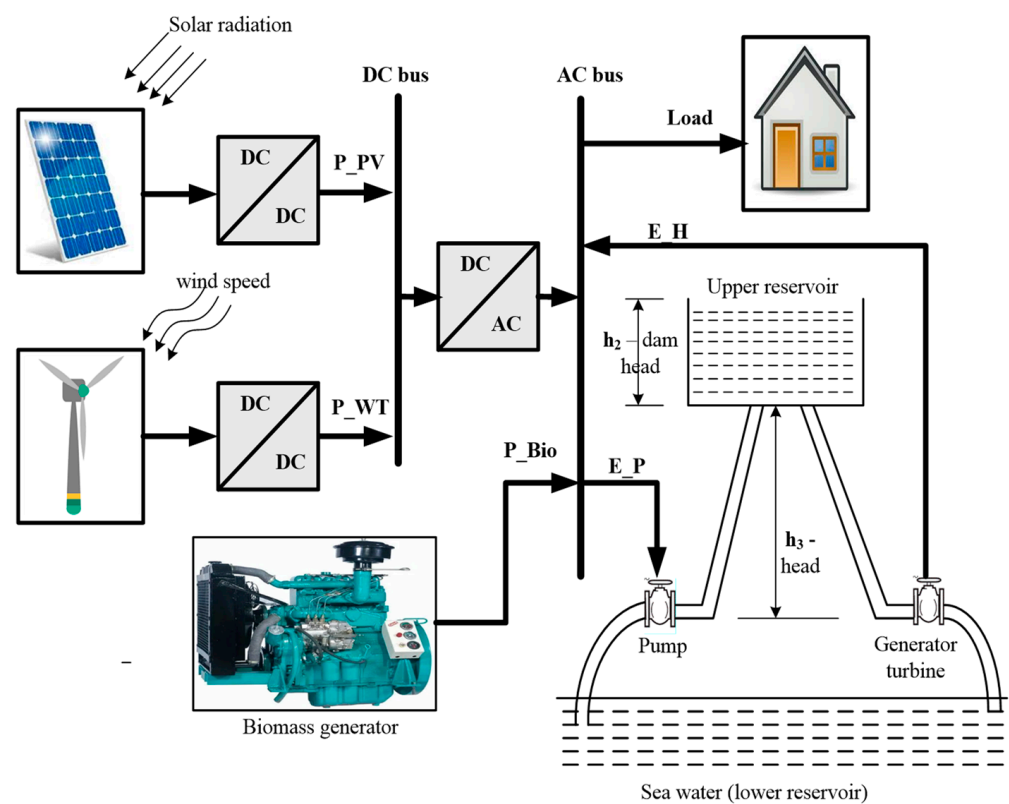 Solar radiation
DC bus
AC bus
Load
DC
DC
P_PV
E_H
wind speed
DC
AC
Upper reservoir
h₂ – dam
head
DC
DC
P_WT
P_Bio
E_P
h₃ -
head
Pump
Generator
turbine
Biomass generator
–
Sea water (lower reservoir)